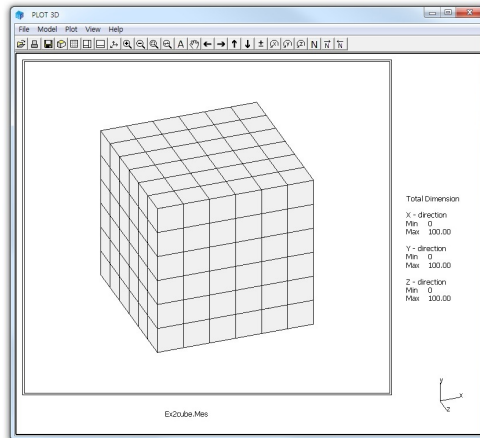 PLOT 3D
File Model Plot View Help
A N N N
Total Dimension
X - direction
Min 0
Max 100.00
Y - direction
Min 0
Max 100.00
Z - direction
Min 0
Max 100.00
y
x
z
Ex2cube.Mes